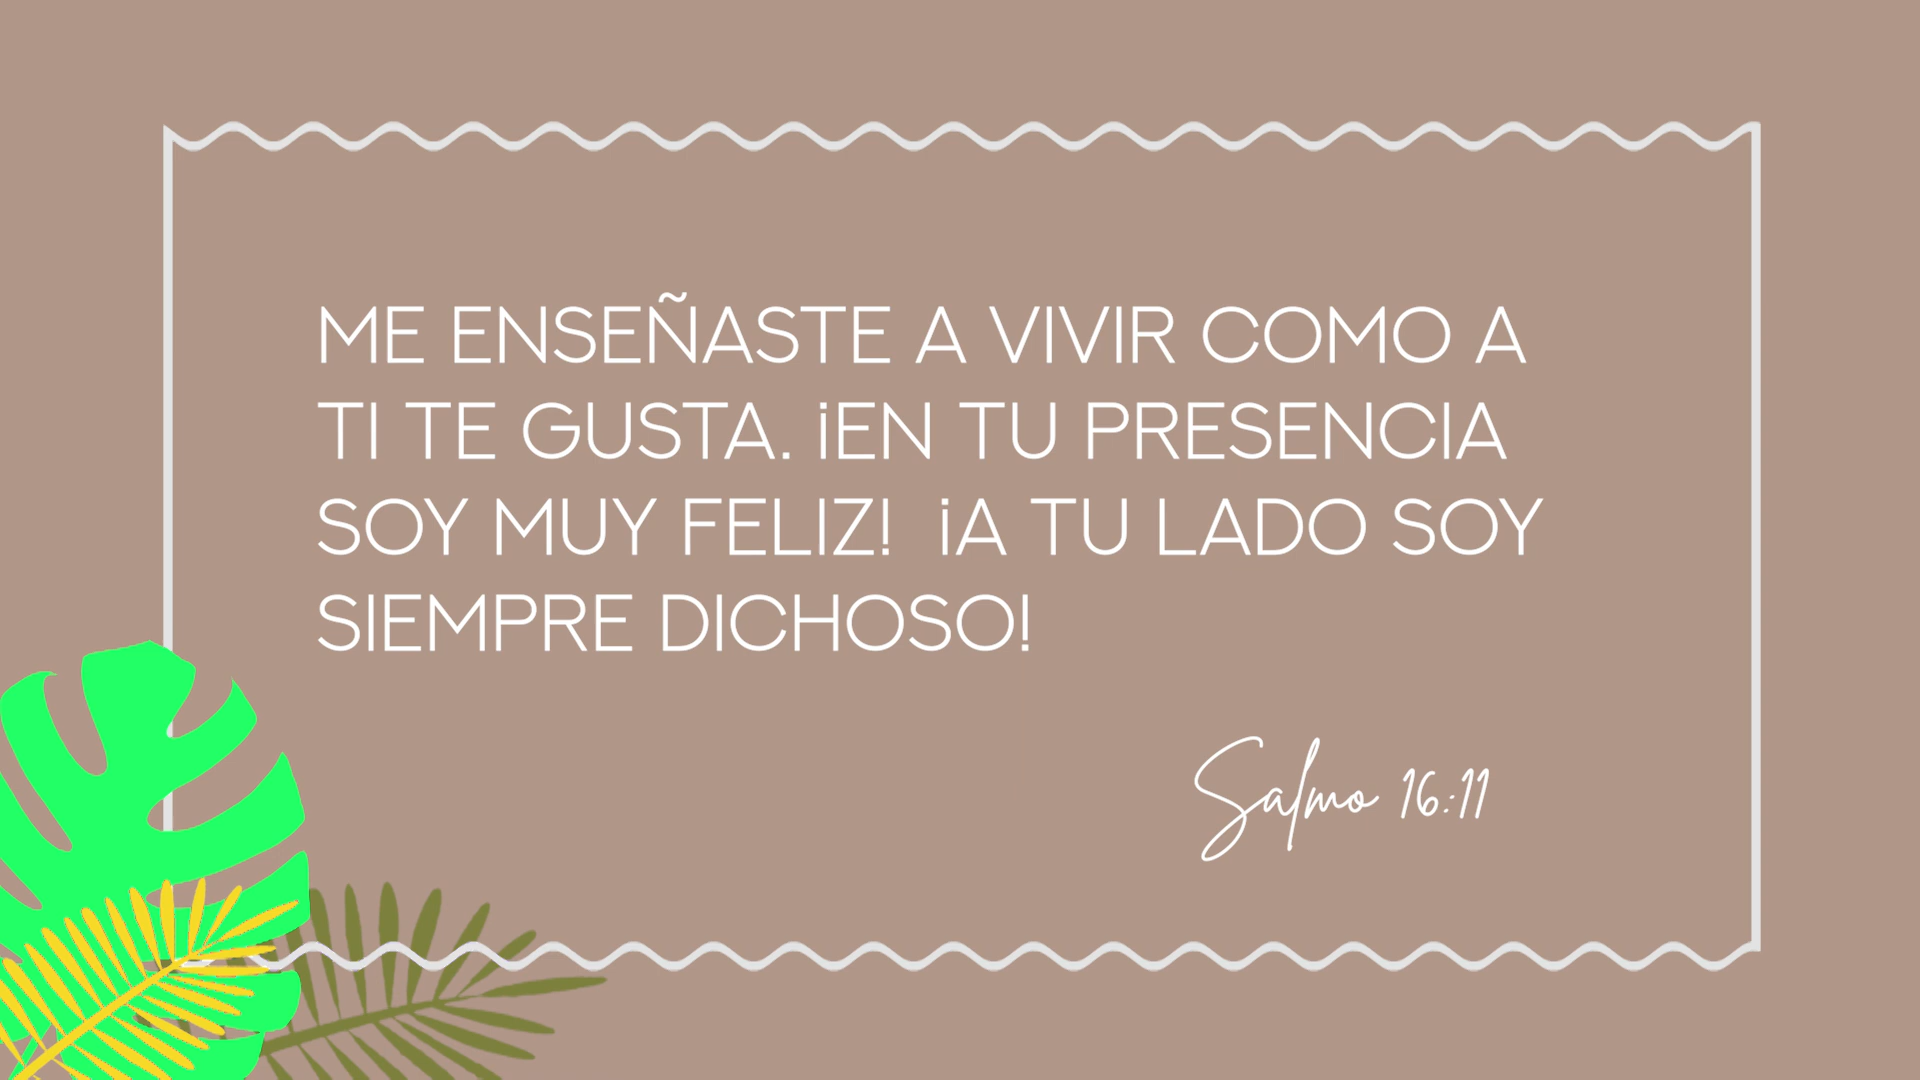 ME ENSEÑASTE A VIVIR COMO A
TI TE GUSTA. ¡EN TU PRESENCIA
SOY MUY FELIZ!  ¡A TU LADO SOY
SIEMPRE DICHOSO!
Salmo 16:11